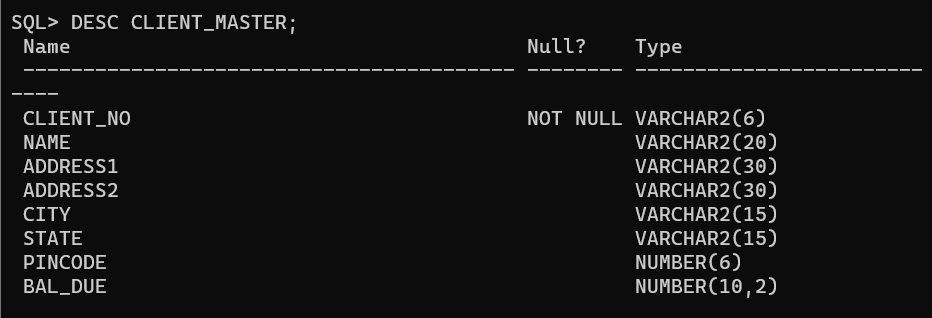 SQL> DESC CLIENT_MASTER;
 Name                                      Null?    Type
 ----------------------------------------- -------- ------------------------
----
 CLIENT_NO                                 NOT NULL VARCHAR2(6)
 NAME                                               VARCHAR2(20)
 ADDRESS1                                           VARCHAR2(30)
 ADDRESS2                                           VARCHAR2(30)
 CITY                                               VARCHAR2(15)
 STATE                                              VARCHAR2(15)
 PINCODE                                            NUMBER(6)
 BAL_DUE                                            NUMBER(10,2)